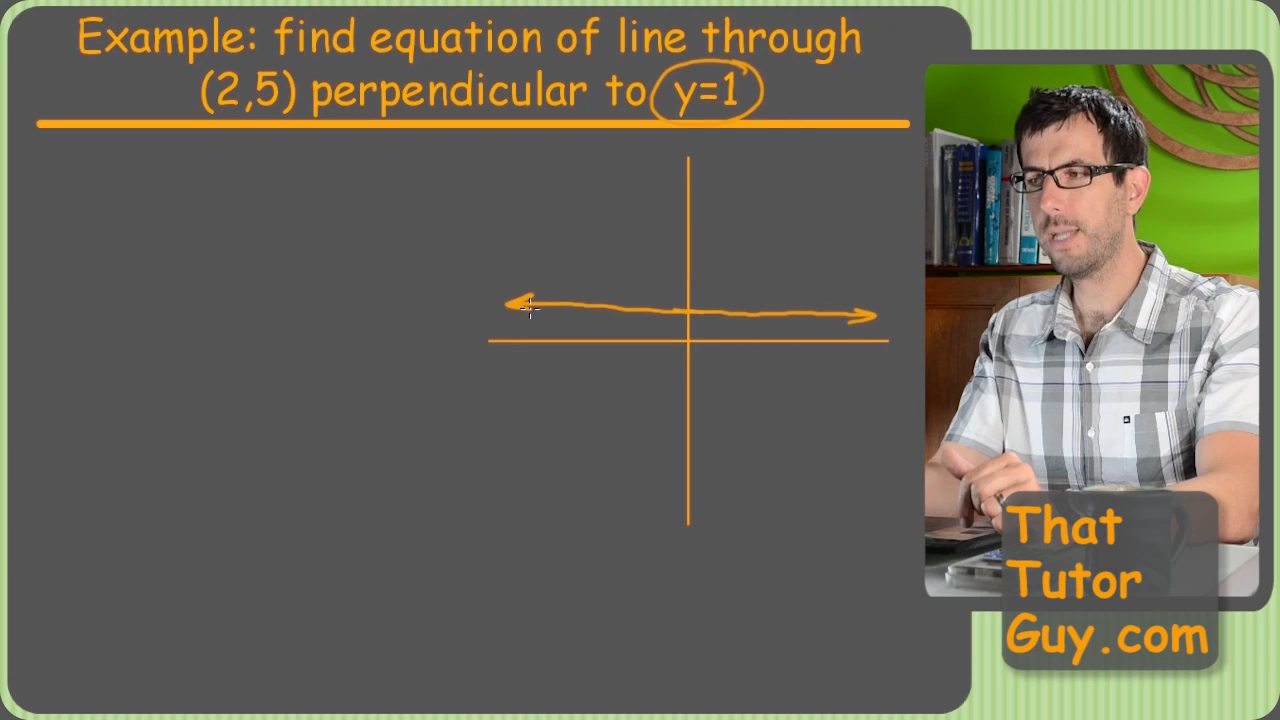 Example: find equation of line through
(2,5) perpendicular to y=1
That
Tutor
Guy.com